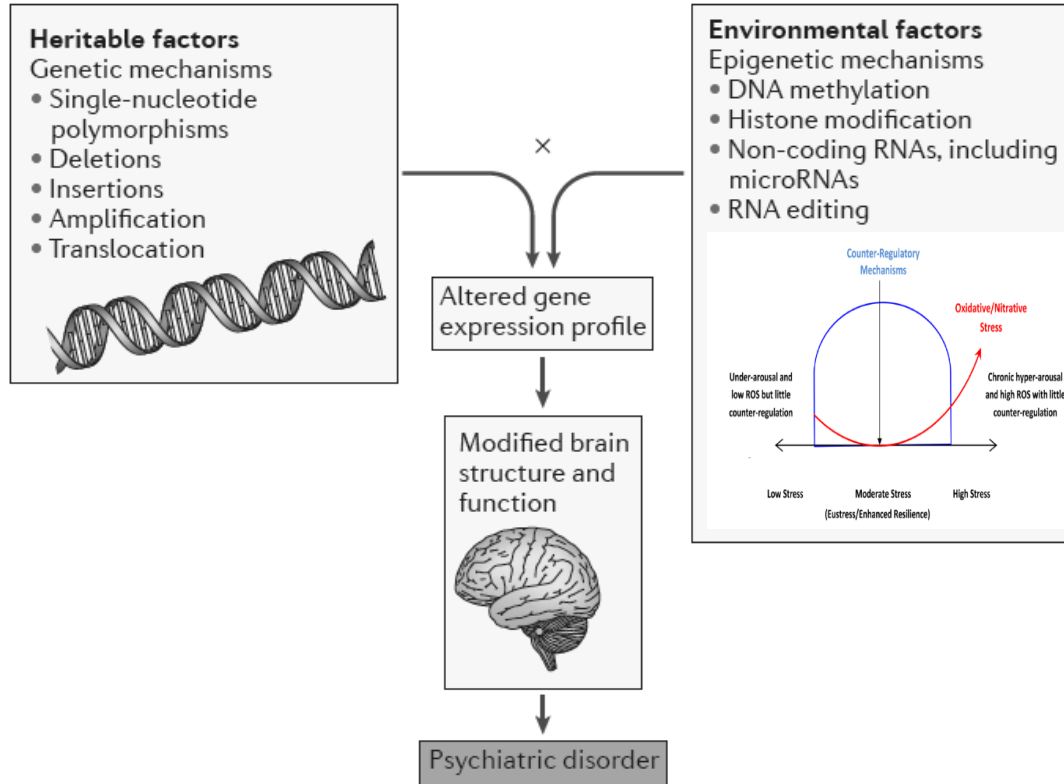 Heritable factors
Genetic mechanisms
• Single-nucleotide
polymorphisms
• Deletions
• Insertions
• Amplification
• Translocation
×
Environmental factors
Epigenetic mechanisms
• DNA methylation
• Histone modification
• Non-coding RNAs, including
microRNAs
• RNA editing
Counter-Regulatory
Mechanisms
Oxidative/Nitrative
Stress
Under-arousal and
low ROS but little
counter-regulation
Chronic hyper-arousal
and high ROS with little
counter-regulation
Low Stress
Moderate Stress
(Eustress/Enhanced Resilience)
High Stress
Altered gene
expression profile
Modified brain
structure and
function
Psychiatric disorder